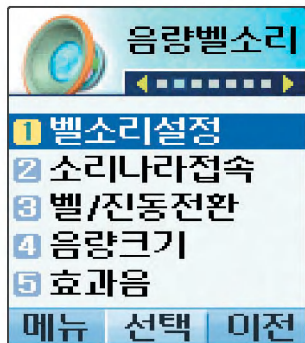 음량벨소리
1 벨소리설정
2 소리나라접속
3 벨/진동전환
4 음량크기
5 효과음
메뉴 선택 이전